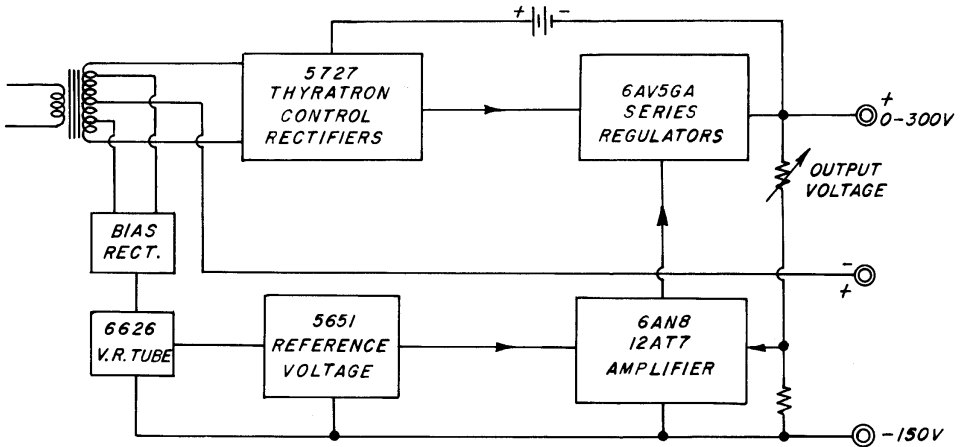 + -
5727
THYRATRON
CONTROL
RECTIFIERS
6AV5GA
SERIES
REGULATORS
+
0-300V
OUTPUT
VOLTAGE
BIAS
RECT.
-
+
6626
V.R. TUBE
5651
REFERENCE
VOLTAGE
6AN8
12AT7
AMPLIFIER
-150V